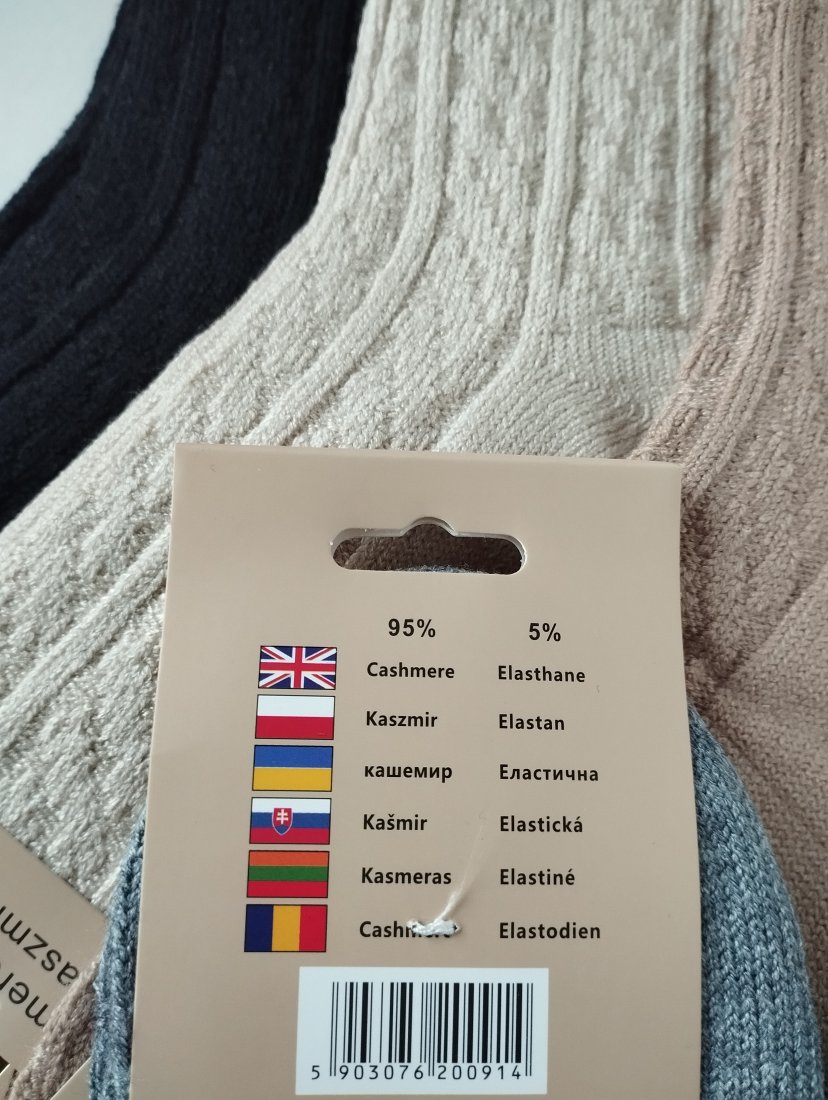 95% 5%
Cashmere Elasthane
Kaszmir Elastan
кашемир Еластична
Kašmir Elastická
Kasmeras Elastiné
Elastodien
5 903076 200914